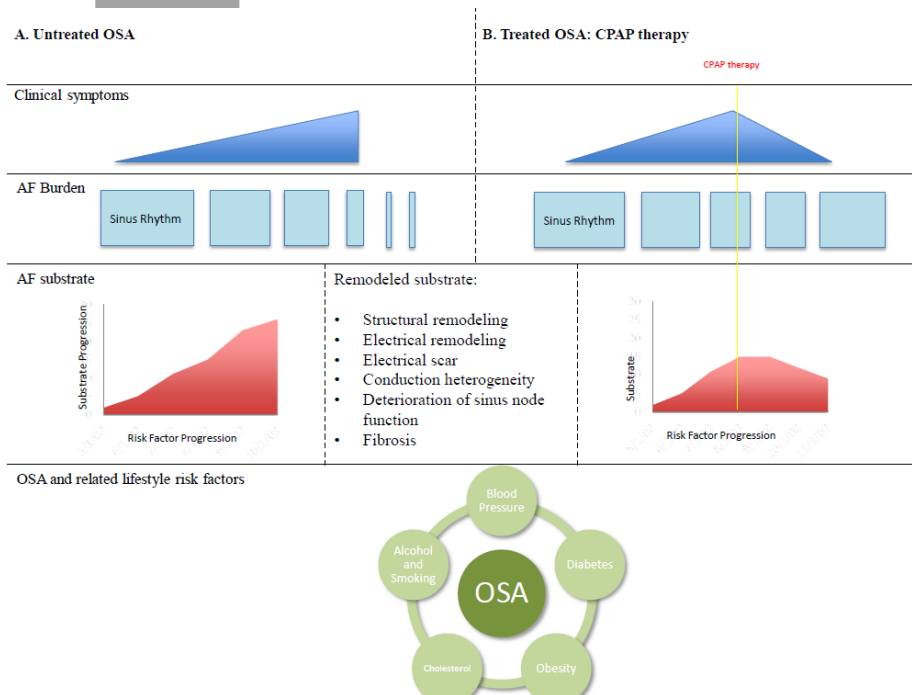 A. Untreated OSA
B. Treated OSA: CPAP therapy
CPAP therapy
Clinical symptoms
AF Burden
Sinus Rhythm
Sinus Rhythm
AF substrate
Substrate Progression
Risk Factor Progression
Remodeled substrate:
• Structural remodeling
• Electrical remodeling
• Electrical scar
• Conduction heterogeneity
• Deterioration of sinus node
function
• Fibrosis
Substrate
Risk Factor Progression
OSA and related lifestyle risk factors
Blood
Pressure
Alcohol
and
Smoking
Diabetes
OSA
Cholesterol
Obesity